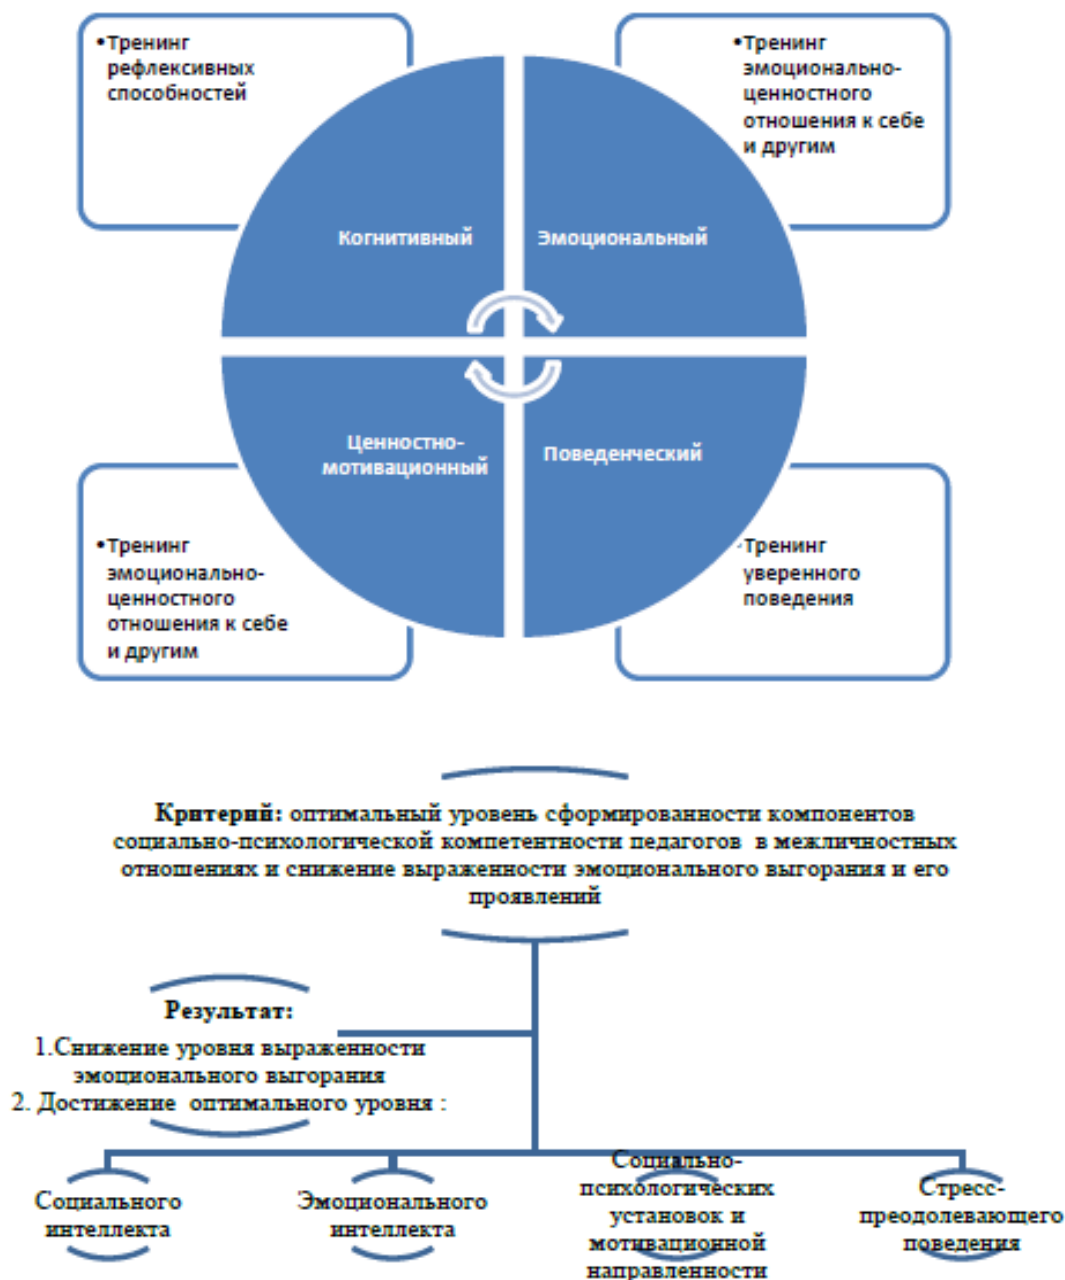 •Тренинг
рефлексивных
способностей
•Тренинг
эмоционально-
ценностного
отношения к себе
и другим
Когнитивный
Эмоциональный
Ценностно-
мотивационный
Поведенческий
•Тренинг
эмоционально-
ценностного
отношения к себе
и другим
Тренинг
уверенного
поведения
Критерий: оптимальный уровень сформированности компонентов
социально-психологической компетентности педагогов в межличностных
отношениях и снижение выраженности эмоционального выгорания и его
проявлений
Результат:
1.Снижение уровня выраженности
эмоционального выгорания
2. Достижение оптимального уровня :
Социального
интеллекта
Эмоционального
интеллекта
Социально-
психологических
установок и
мотивационной
направленности
Стресс-
преодолевающего
поведения